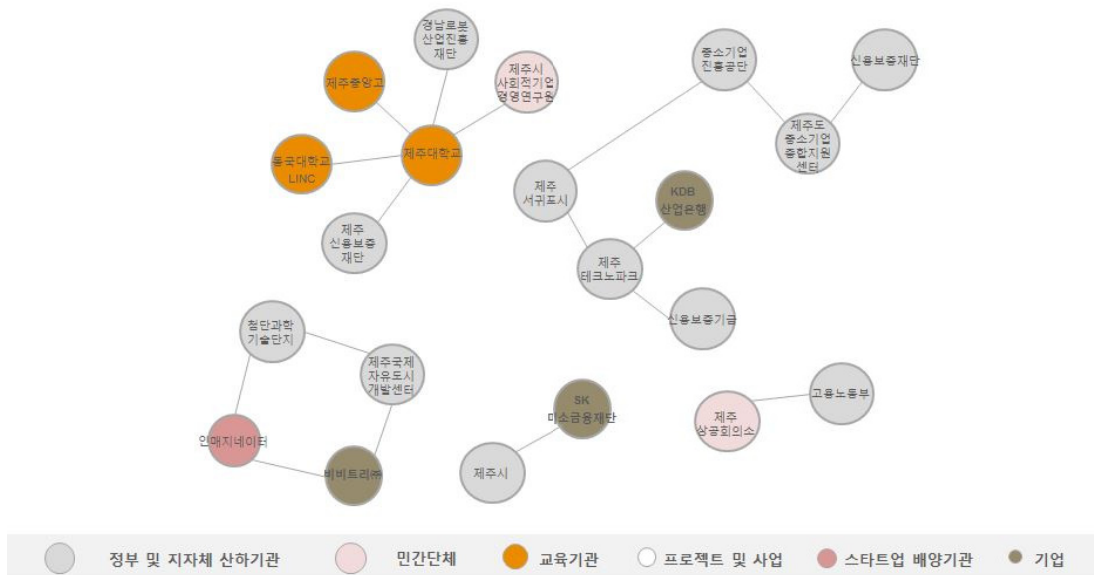 경남로봇
산업진흥
재단
제주중앙고
제주시
사회적기업
경영연구원
동국대학교
LINC
제주대학교
제주
신용보증
재단
중소기업
진흥공단
신용보증재단
제주도
중소기업
종합지원
센터
제주
서귀포시
KDB
산업은행
제주
테크노파크
신용보증기금
첨단과학
기술단지
제주국제
자유도시
개발센터
인매지네이터
비비트리㈜
SK
미소금융재단
제주시
제주
상공회의소
고용노동부
정부 및 지자체 산하기관
민간단체
교육기관
프로젝트 및 사업
스타트업 배양기관
기업